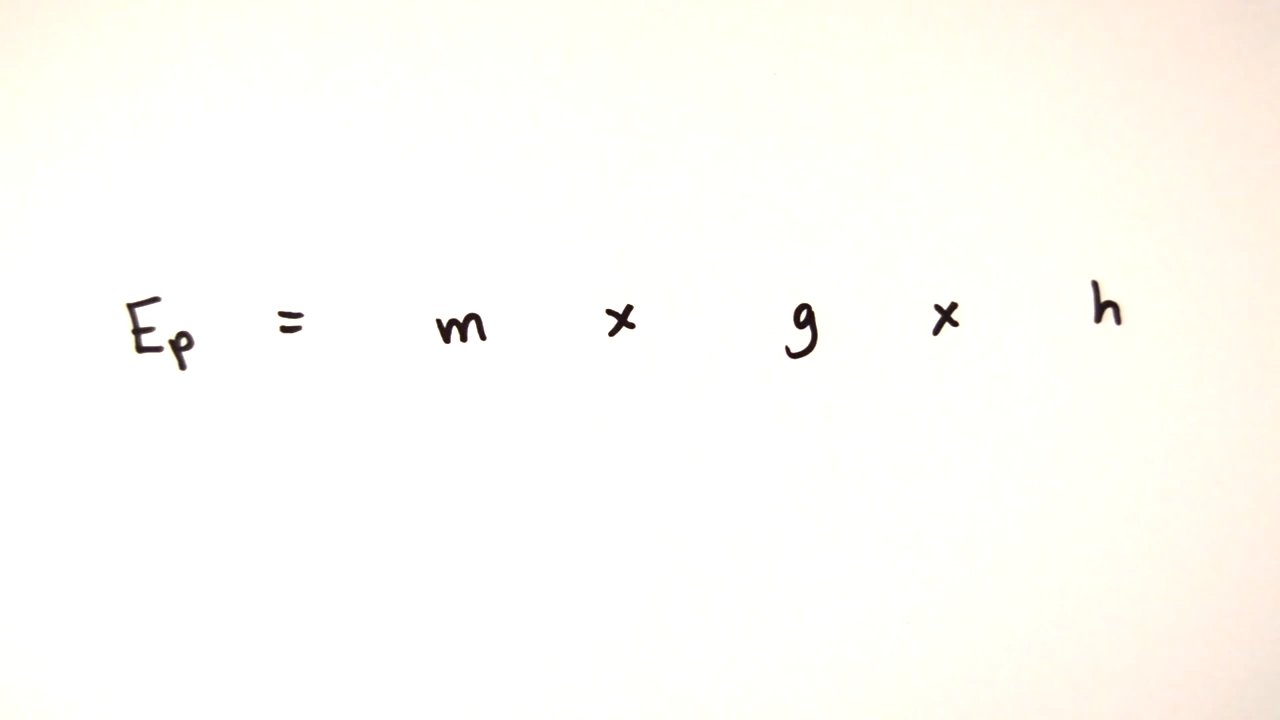 Ep = m x g x h